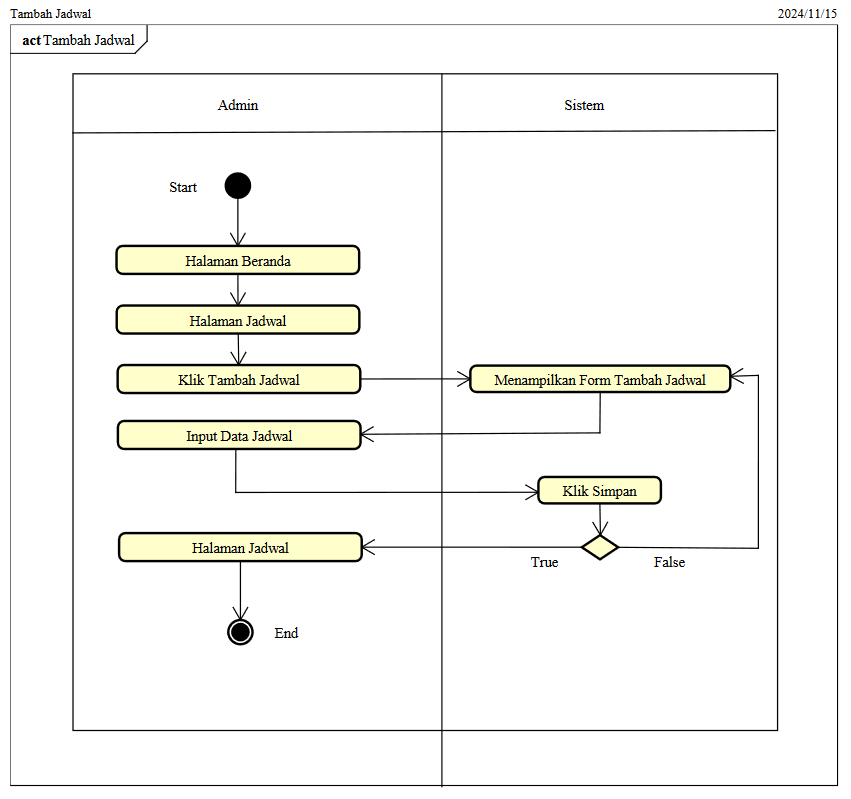 Tambah Jadwal
2024/11/15
act Tambah Jadwal
Admin
Sistem
Start
Halaman Beranda
Halaman Jadwal
Klik Tambah Jadwal
Menampilkan Form Tambah Jadwal
Input Data Jadwal
Klik Simpan
Halaman Jadwal
True
False
End